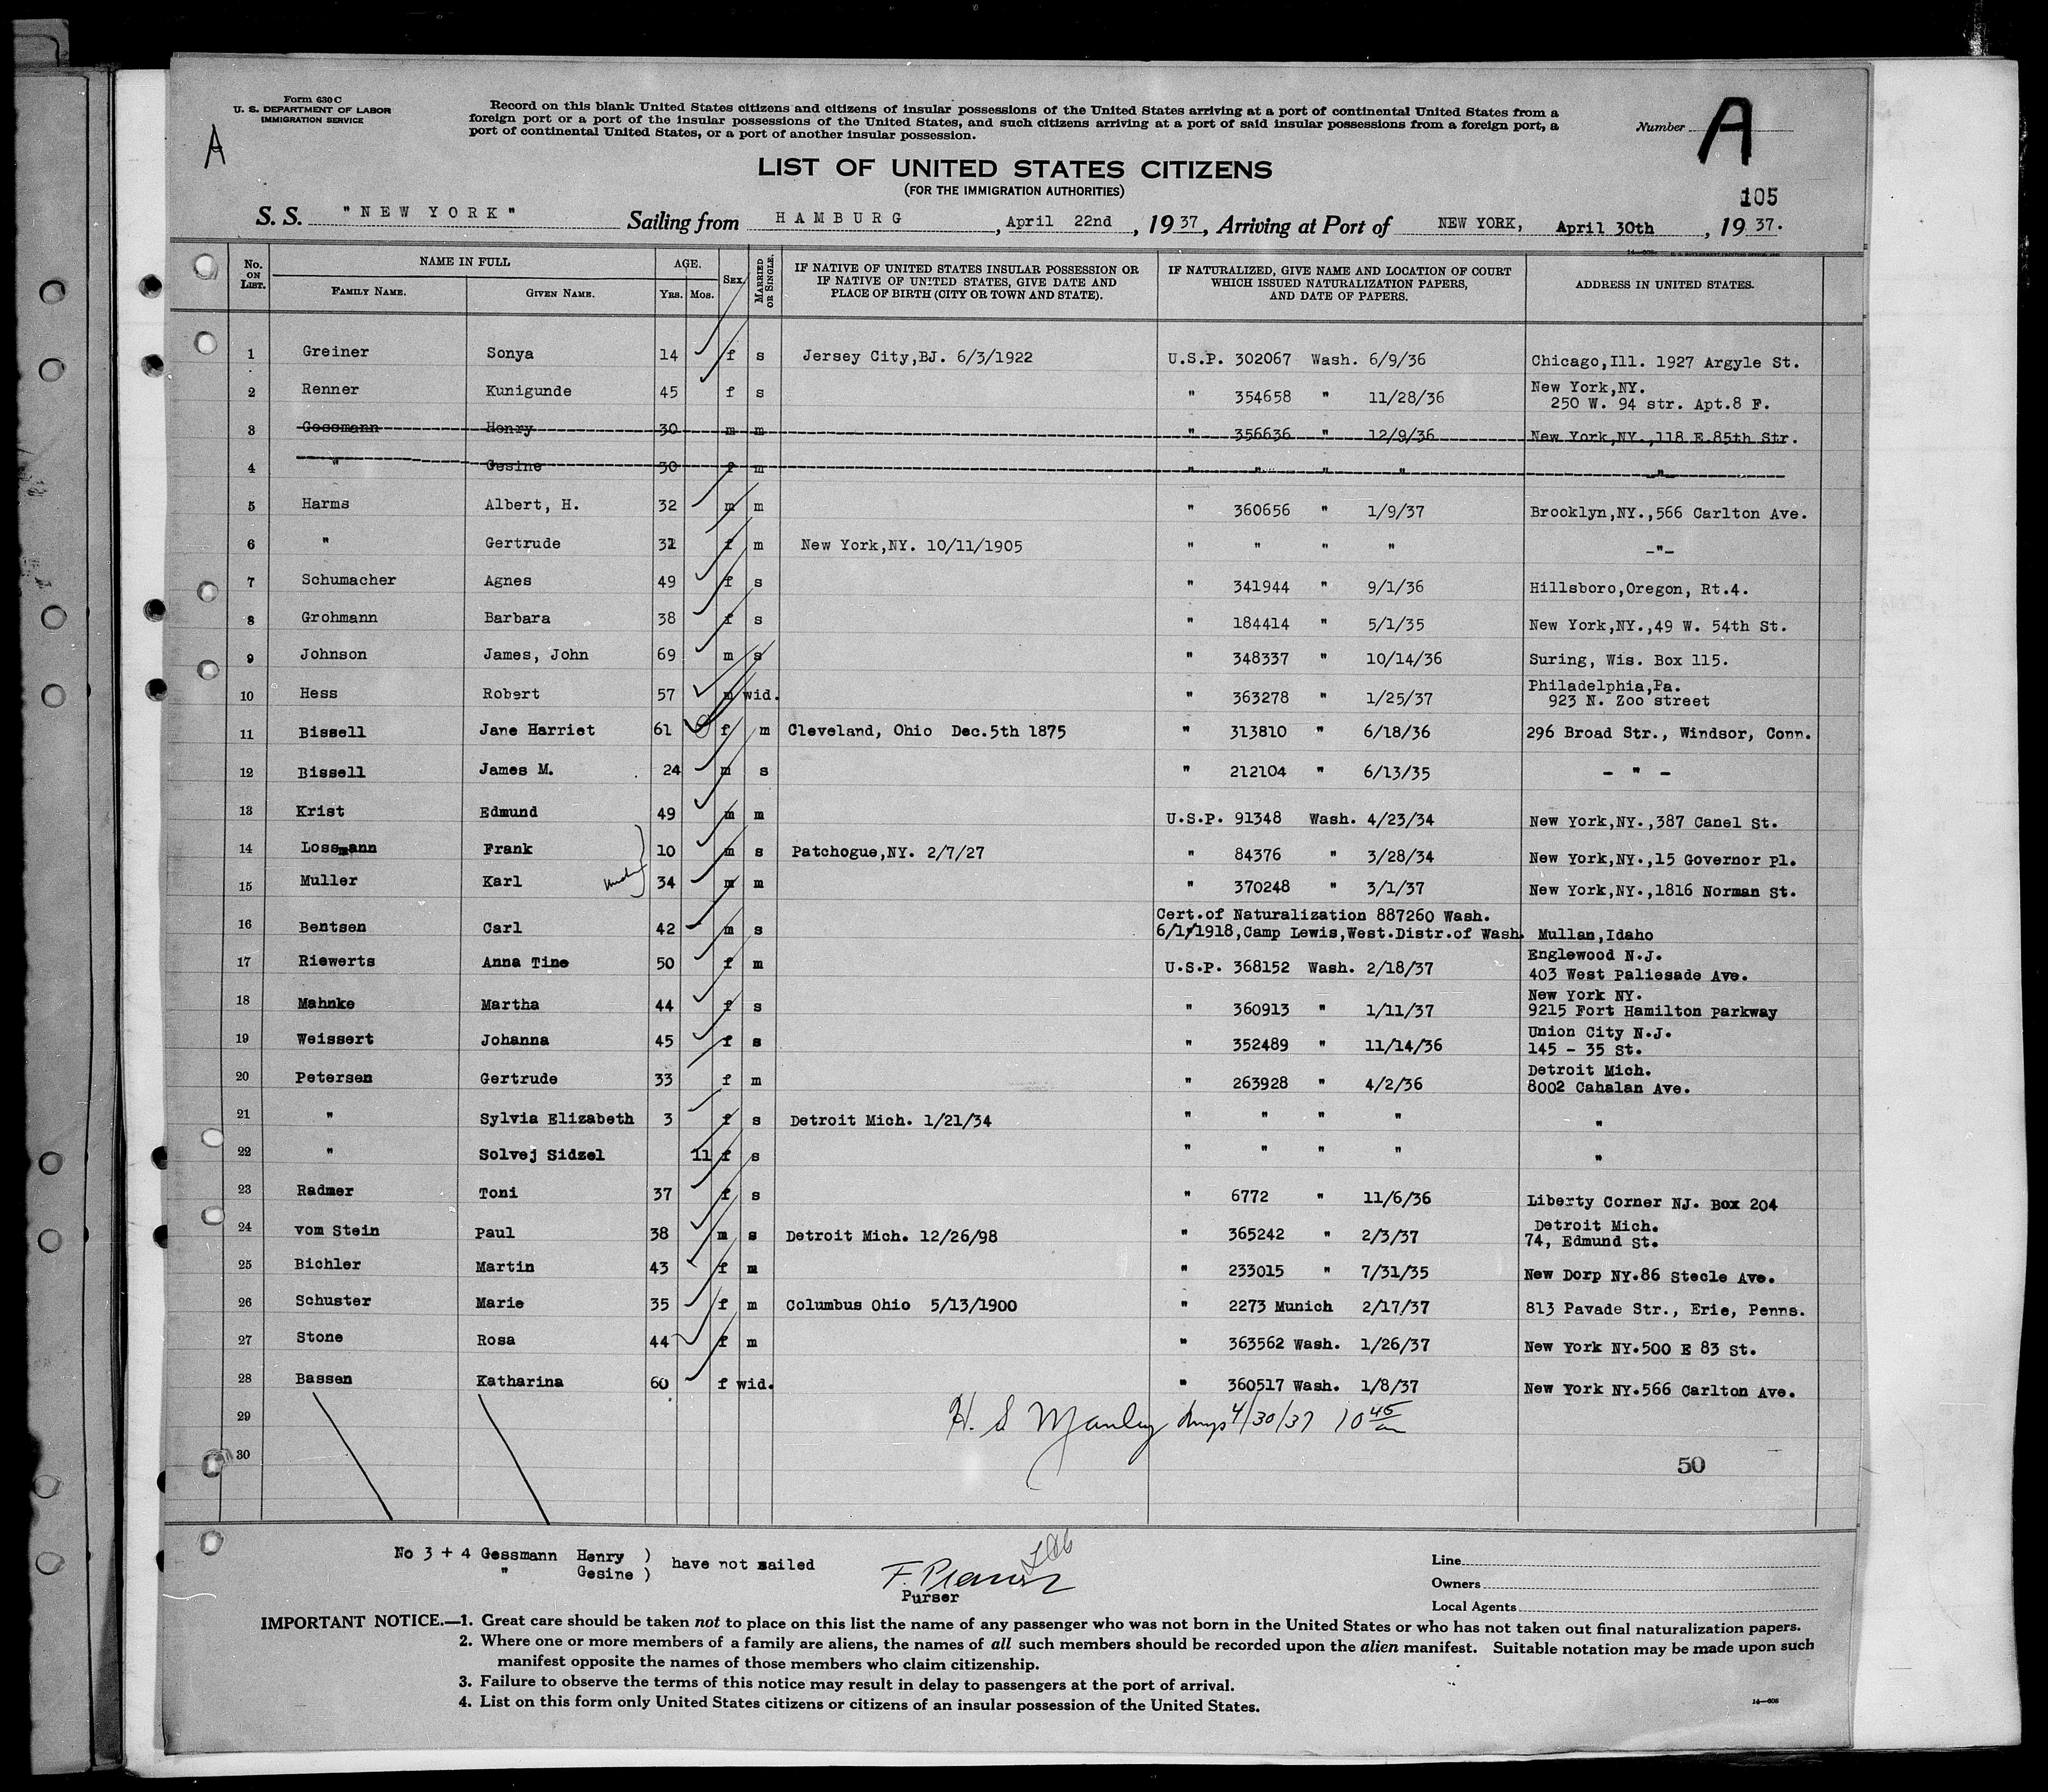 Form 630 C
U. S. DEPARTMENT OF LABOR
IMMIGRATION SERVICE
A
Record on this blank United States citizens and citizens of insular possessions of the United States arriving at a port of continental United States from a
foreign port or a port of the insular possessions of the United States, and such citizens arriving at a port of said insular possessions from a foreign port, a
port of continental United States, or a port of another insular possession.
Number A
LIST OF UNITED STATES CITIZENS
(FOR THE IMMIGRATION AUTHORITIES)
105
S. S. "NEW YORK" Sailing from HAMBURG, April 22nd, 1937, Arriving at Port of NEW YORK, April 30th, 1937.
No. ON LIST. NAME IN FULL FAMILY NAME. GIVEN NAME. AGE. YRS. MOS. SEX. MARRIED OR SINGLE. IF NATIVE OF UNITED STATES INSULAR POSSESSION OR IF NATIVE OF UNITED STATES, GIVE DATE AND PLACE OF BIRTH (CITY OR TOWN AND STATE). IF NATURALIZED, GIVE NAME AND LOCATION OF COURT WHICH ISSUED NATURALIZATION PAPERS, AND DATE OF PAPERS. ADDRESS IN UNITED STATES.
1 Greiner Sonya 14 f s Jersey City,BJ. 6/3/1922 U.S.P. 302067 Wash. 6/9/36 Chicago,Ill. 1927 Argyle St.
2 Renner Kunigunde 45 f s " 354658 " 11/28/36 New York,NY. 250 W. 94 str. Apt.8 F.
3 Gossmann Henry 30 m m " 356636 " 12/9/36 New York,NY.,118 E.85th Str.
4 " Gesine 30 f m " " " " -"-
5 Harms Albert, H. 32 m m " 360656 " 1/9/37 Brooklyn,NY.,566 Carlton Ave.
6 " Gertrude 31 f m New York,NY. 10/11/1905 " " " " -"-
7 Schumacher Agnes 49 f s " 341944 " 9/1/36 Hillsboro,Oregon, Rt.4.
8 Grohmann Barbara 38 f s " 184414 " 5/1/35 New York,NY.,49 W. 54th St.
9 Johnson James, John 69 m s " 348337 " 10/14/36 Suring, Wis. Box 115.
10 Hess Robert 57 m wid. " 363278 " 1/25/37 Philadelphia,Pa. 923 N. Zoo street
11 Bissell Jane Harriet 61 f m Cleveland, Ohio Dec.5th 1875 " 313810 " 6/18/36 296 Broad Str., Windsor, Conn.
12 Bissell James M. 24 m s " 212104 " 6/13/35 - " -
13 Krist Edmund 49 m m U.S.P. 91348 Wash. 4/23/34 New York,NY.,387 Canel St.
14 Lossmann Frank 10 m s Patchogue,NY. 2/7/27 " 84376 " 3/28/34 New York,NY.,15 Governor Pl.
15 Muller Karl 34 m m " 370248 " 3/1/37 New York,NY.,1816 Norman St.
16 Bentsen Carl 42 m s Cert.of Naturalization 887260 Wash. 6/1/1918,Camp Lewis,West.Distr.of Wash. Mullan,Idaho
17 Riewerts Anna Tine 50 f m U.S.P. 368152 Wash. 2/18/37 Englewood N.J. 403 West Paliesade Ave.
18 Mahnke Martha 44 f s " 360913 " 1/11/37 New York NY. 9215 Fort Hamilton Parkway
19 Weissert Johanna 45 f s " 352489 " 11/14/36 Union City N.J. 145 - 35 St.
20 Petersen Gertrude 33 f m " 263928 " 4/2/36 Detroit Mich. 8002 Cahalan Ave.
21 " Sylvia Elizabeth 3 f s Detroit Mich. 1/21/34 " " " " "
22 " Solvej Sidzel 11 f s " " " " "
23 Radmer Toni 37 f s " 6772 " 11/6/36 Liberty Corner NJ. Box 204
24 vom Stein Paul 38 m s Detroit Mich. 12/26/98 " 365242 " 2/3/37 Detroit Mich. 74, Edmund St.
25 Bichler Martin 43 f m " 233015 " 7/31/35 New Dorp NY.86 Stecle Ave.
26 Schuster Marie 35 f m Columbus Ohio 5/13/1900 " 2273 Munich 2/17/37 813 Pavade Str., Erie, Penns.
27 Stone Rosa 44 f m " 363562 Wash. 1/26/37 New York NY.500 E 83 St.
28 Bassen Katharina 60 f wid. " 360517 Wash. 1/8/37 New York NY.566 Carlton Ave.
29 H. S Manley 4/30/37 10 45
30 50
No 3 + 4 Gessmann Henry ) have not sailed
" Gesine )
Purser
Line
Owners
Local Agents
IMPORTANT NOTICE.—1. Great care should be taken not to place on this list the name of any passenger who was not born in the United States or who has not taken out final naturalization papers.
2. Where one or more members of a family are aliens, the names of all such members should be recorded upon the alien manifest. Suitable notation may be made upon such
manifest opposite the names of those members who claim citizenship.
3. Failure to observe the terms of this notice may result in delay to passengers at the port of arrival.
4. List on this form only United States citizens or citizens of an insular possession of the United States.
14—608